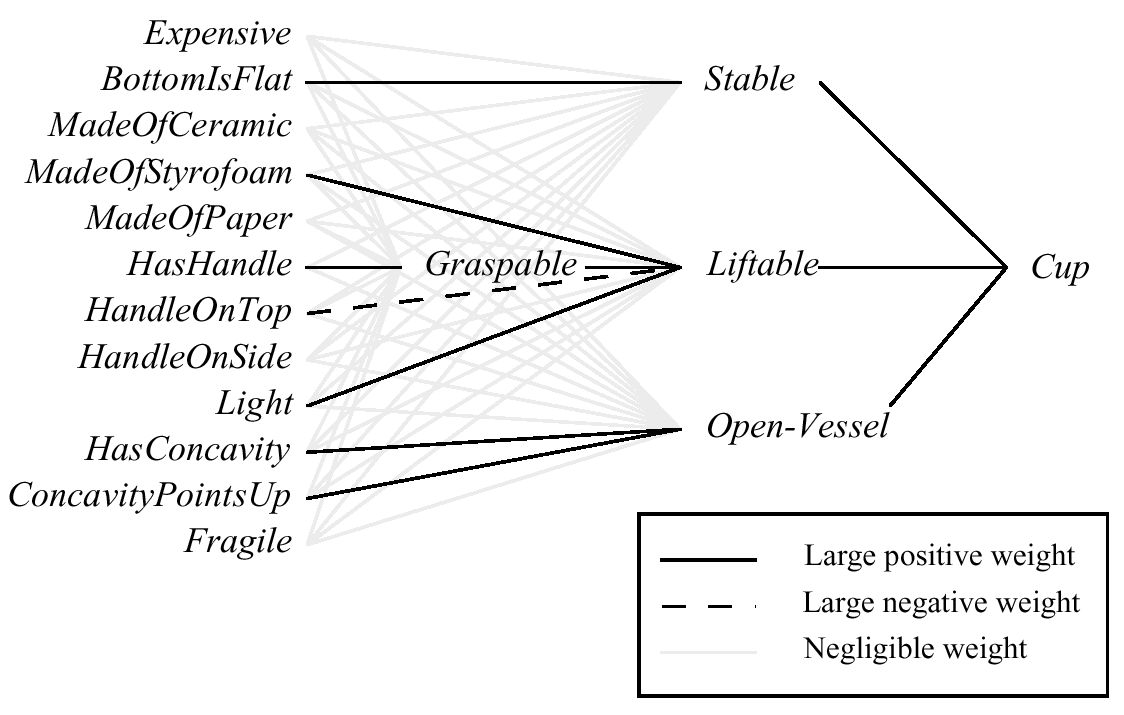 Expensive
BottomIsFlat
MadeOfCeramic
MadeOfStyrofoam
MadeOfPaper
HasHandle
HandleOnTop
HandleOnSide
Light
HasConcavity
ConcavityPointsUp
Fragile
Graspable
Stable
Liftable
Open-Vessel
Cup
Large positive weight
Large negative weight
Negligible weight